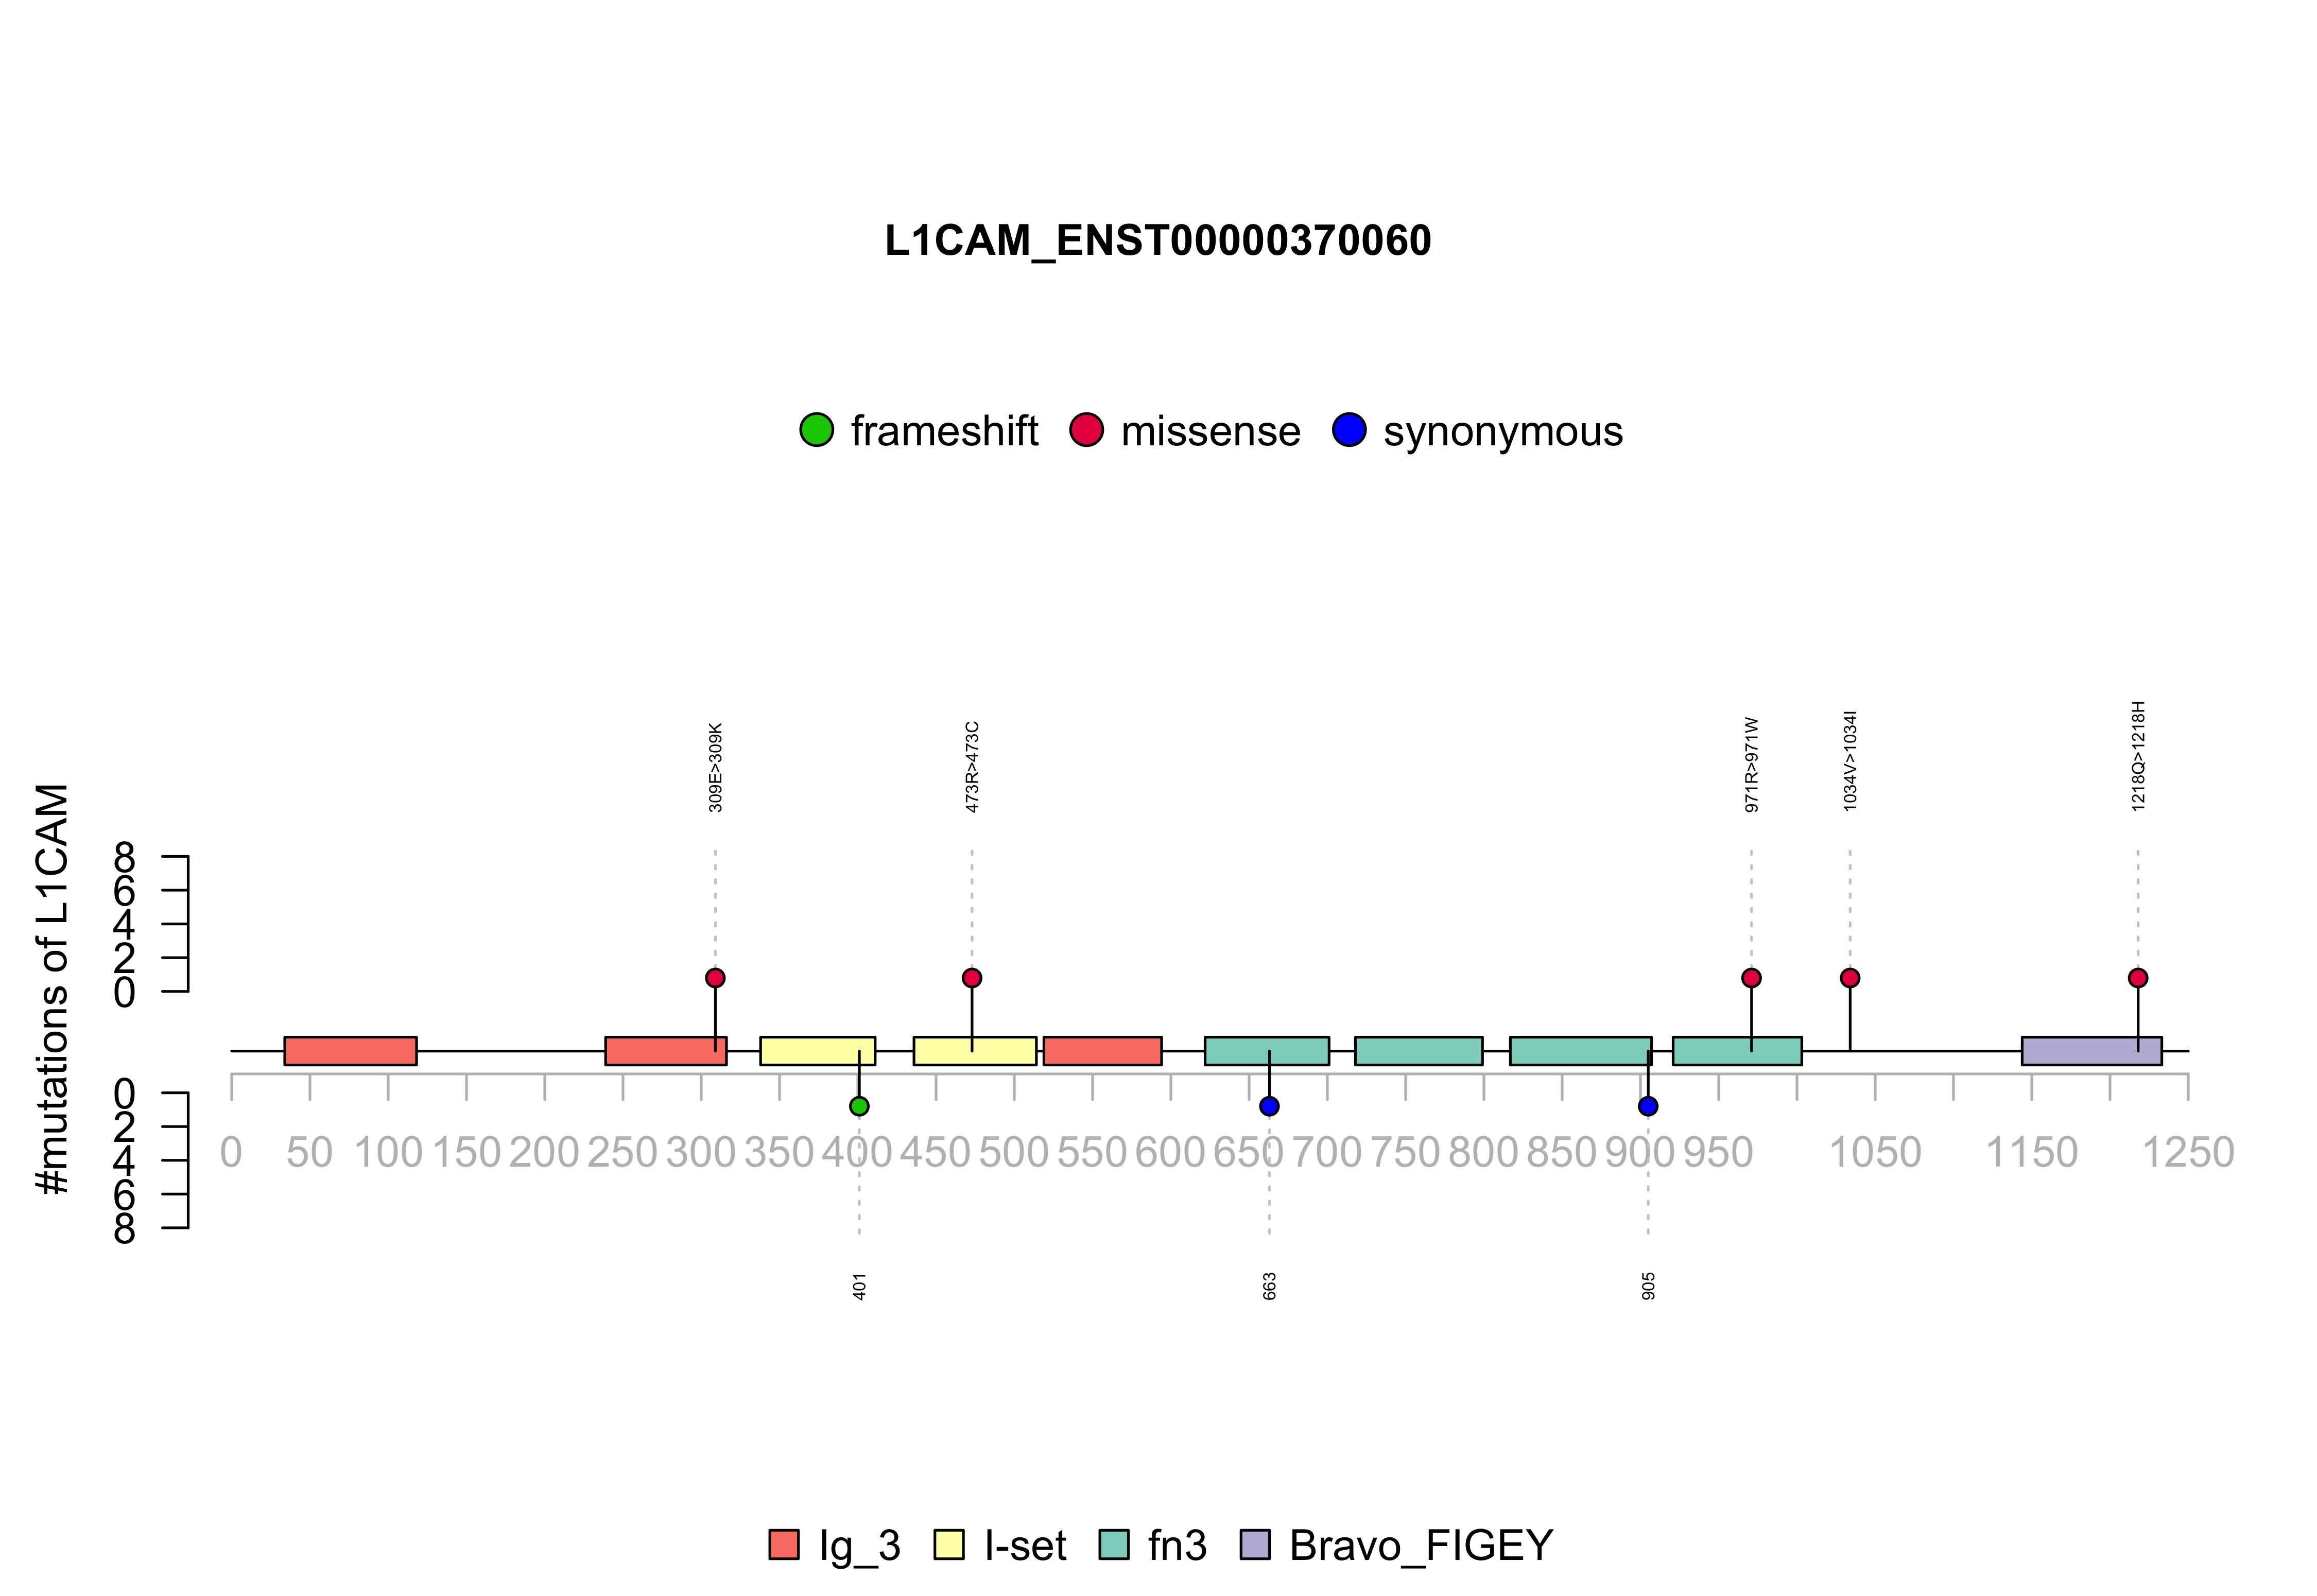 L1CAM_ENST00000370060
frameshift missense synonymous
309E>309K
473R>473C
971R>971W
1034V>1034I
1218Q>1218H
#mutations of L1CAM
8
6
4
2
0
0
2
4
6
8
0 50 100 150 200 250 300 350 400 450 500 550 600 650 700 750 800 850 900 950 1050 1150 1250
401
663
905
Ig_3 I-set fn3 Bravo_FIGEY